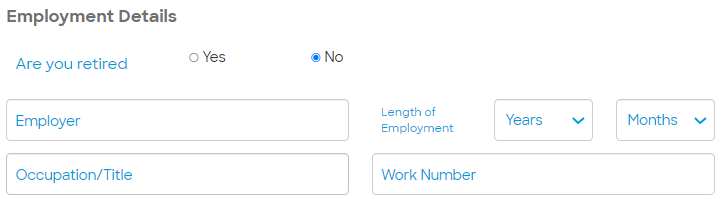 Employment Details
Are you retired Yes No
Employer
Length of
Employment
Years Months
Occupation/Title Work Number